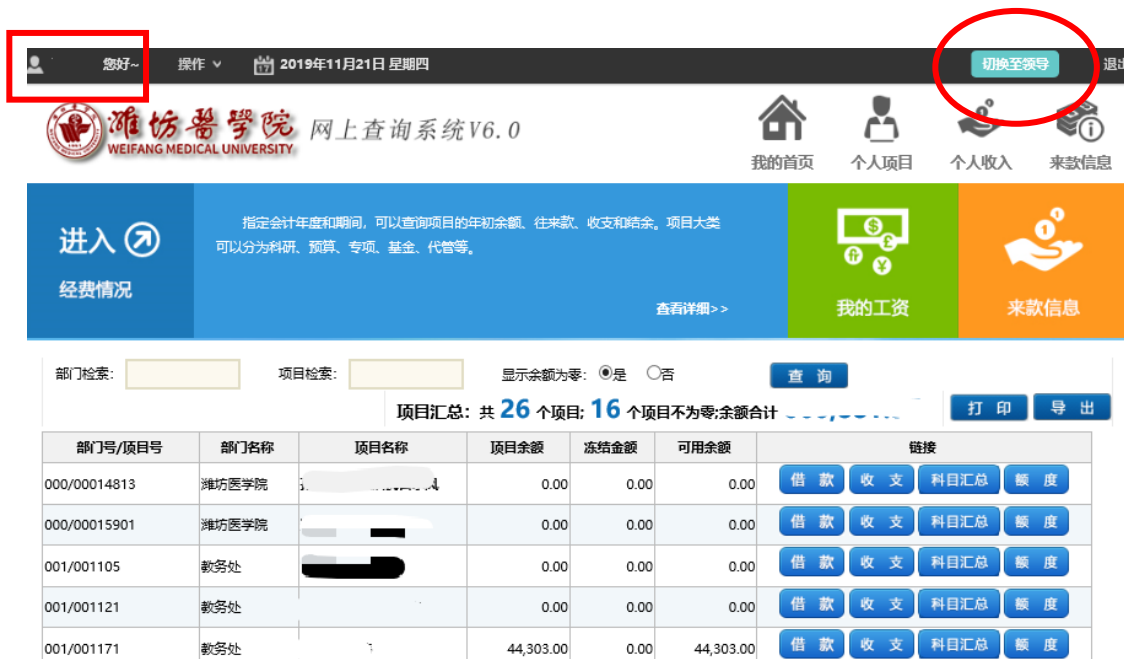 您好~ 操作 2019年11月21日 星期四 切换至领导
濰坊醫學院 网上查询系统V6.0
WEIFANG MEDICAL UNIVERSITY
我的首页 个人项目 个人收入 来款信息
指定会计年度和期间，可以查询项目的年初余额、往来款、收支和结余。项目大类
可以分为科研、预算、专项、基金、代管等。
进入
经费情况
查看详细>>
我的工资 来款信息
部门检索: 项目检索: 显示余额为零: 是 否 查 询
项目汇总: 共 26 个项目; 16 个项目不为零;余额合计 打 印 导 出
部门号/项目号 部门名称 项目名称 项目余额 冻结金额 可用余额 链接
000/00014813 潍坊医学院 0.00 0.00 0.00 借 款 收 支 科目汇总 额 度
000/00015901 潍坊医学院 0.00 0.00 0.00 借 款 收 支 科目汇总 额 度
001/001105 教务处 0.00 0.00 0.00 借 款 收 支 科目汇总 额 度
001/001121 教务处 0.00 0.00 0.00 借 款 收 支 科目汇总 额 度
001/001171 教务处 44,303.00 0.00 44,303.00 借 款 收 支 科目汇总 额 度